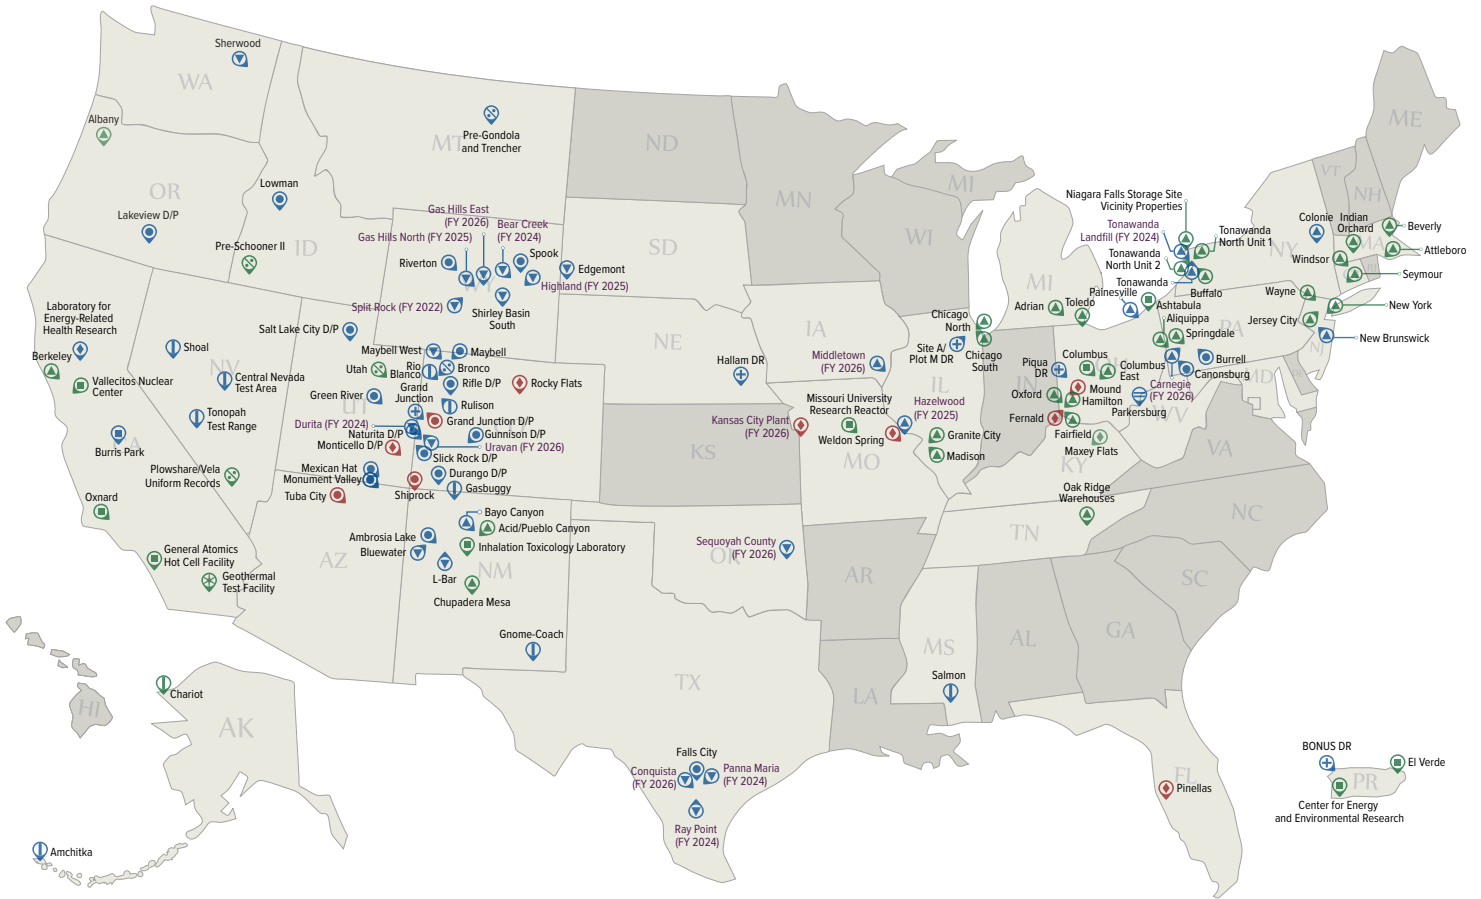 Sherwood
WA
Albany
OR
Lakeview D/P
Lowman
Pre-Schooner II
ID
MT
Pre-Gondola
and Trencher
ND
SD
MN
WI
MI
MI
ME
VT
NH
NY
MA
Gas Hills East
(FY 2026)
Gas Hills North (FY 2025)
Bear Creek
(FY 2024)
Riverton
Spook
Edgemont
Highland (FY 2025)
WY
Split Rock (FY 2022)
Shirley Basin
South
Laboratory for
Energy-Related
Health Research
Berkeley
Vallecitos Nuclear
Center
Shoal
NV
Central Nevada
Test Area
Tonopah
Test Range
Burris Park
Plowshare/Vela
Uniform Records
Oxnard
General Atomics
Hot Cell Facility
Geothermal
Test Facility
Salt Lake City D/P
Maybell West
Maybell
Utah
Rio
Blanco
Bronco
Green River
UT
Grand
Junction
Rifle D/P
Rocky Flats
Rulison
Durita (FY 2024)
Naturita D/P
Grand Junction D/P
Gunnison D/P
Monticello D/P
Uravan (FY 2026)
Slick Rock D/P
Mexican Hat
Monument Valley
Durango D/P
Tuba City
Shiprock
Gasbuggy
AZ
Bayo Canyon
Acid/Pueblo Canyon
Ambrosia Lake
Bluewater
Inhalation Toxicology Laboratory
L-Bar
NM
Chupadera Mesa
Gnome-Coach
NE
Hallam DR
KS
OK
Sequoyah County
(FY 2026)
TX
Falls City
Conquista
(FY 2026)
Panna Maria
(FY 2024)
Ray Point
(FY 2024)
IA
Middletown
(FY 2026)
Kansas City Plant
(FY 2026)
Missouri University
Research Reactor
Weldon Spring
Hazelwood
(FY 2025)
MO
IL
Granite City
Madison
Chicago
North
Site A/
Plot M DR
Chicago
South
IN
AR
LA
MS
Salmon
AL
GA
SC
NC
TN
Oak Ridge
Warehouses
KY
VA
WV
Adrian
Toledo
Piqua
DR
Columbus
OH
Columbus
East
Oxford
Mound
Hamilton
Fernald
Fairfield
Maxey Flats
Parkersburg
Painesville
Ashtabula
Aliquippa
Springdale
PA
Burrell
Canonsburg
Carnegie
(FY 2026)
MD
DE
NJ
Niagara Falls Storage Site
Vicinity Properties
Tonawanda
Landfill (FY 2024)
Tonawanda
North Unit 1
Tonawanda
North Unit 2
Tonawanda
Buffalo
Colonie
Indian
Orchard
Beverly
Attleboro
Windsor
Seymour
Wayne
New York
Jersey City
New Brunswick
HI
Chariot
AK
Amchitka
FL
Pinellas
BONUS DR
El Verde
PR
Center for Energy
and Environmental Research